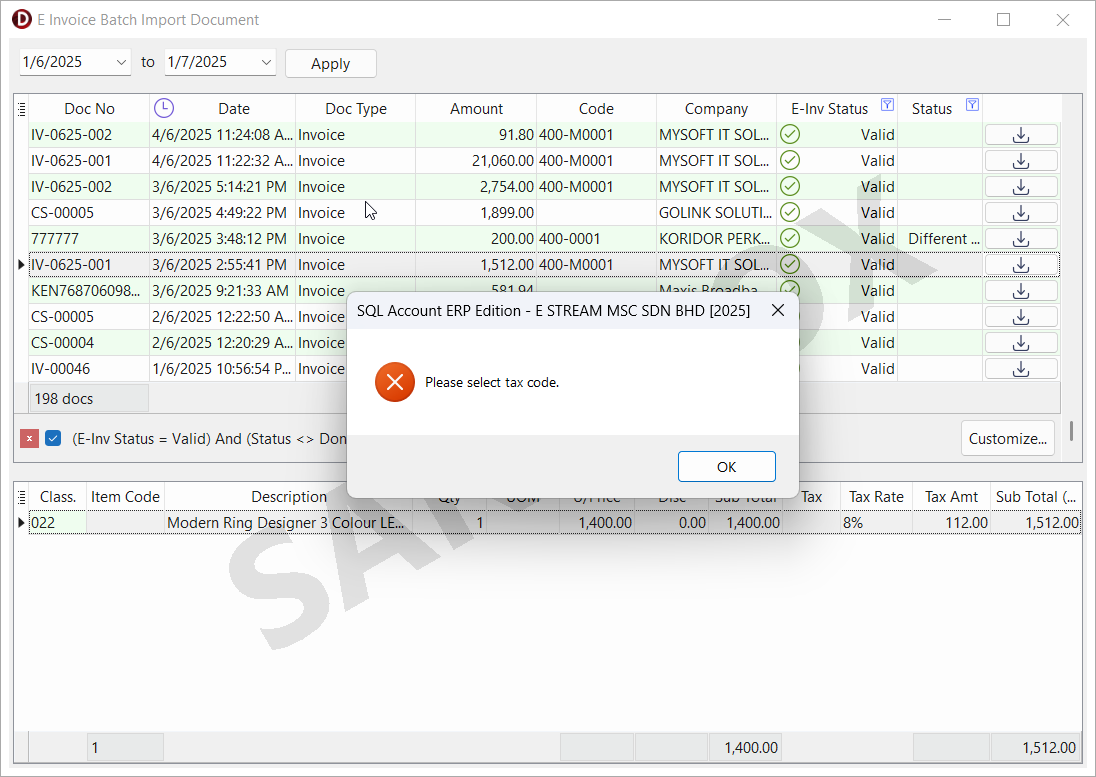 E Invoice Batch Import Document
1/6/2025 to 1/7/2025 Apply
Doc No Date Doc Type Amount Code Company E-Inv Status Status
IV-0625-002 4/6/2025 11:24:08 A... Invoice 91.80 400-M0001 MYSOFT IT SOL... Valid
IV-0625-001 4/6/2025 11:22:32 A... Invoice 21,060.00 400-M0001 MYSOFT IT SOL... Valid
IV-0625-002 3/6/2025 5:14:21 PM Invoice 2,754.00 400-M0001 MYSOFT IT SOL... Valid
CS-00005 3/6/2025 4:49:22 PM Invoice 1,899.00 GOLINK SOLUTI... Valid
777777 3/6/2025 3:48:12 PM Invoice 200.00 400-0001 KORIDOR PERK... Valid Different ...
IV-0625-001 3/6/2025 2:55:41 PM Invoice 1,512.00 400-M0001 MYSOFT IT SOL... Valid
KEN768706098... 3/6/2025 9:21:33 AM Invoice 581.94 Maxis Broadba... Valid
CS-00005 2/6/2025 12:22:50 A... Invoice Valid
CS-00004 2/6/2025 12:20:29 A... Invoice Valid
IV-00046 1/6/2025 10:56:54 P... Invoice Valid
198 docs
(E-Inv Status = Valid) And (Status <> Don
Customize...
SQL Account ERP Edition - E STREAM MSC SDN BHD [2025]
Please select tax code.
OK
Class. Item Code Description Qty UOM U/Price Disc Sub Total Tax Tax Rate Tax Amt Sub Total (...
022 Modern Ring Designer 3 Colour LE... 1 1,400.00 0.00 1,400.00 8% 112.00 1,512.00
1 1,400.00 1,512.00